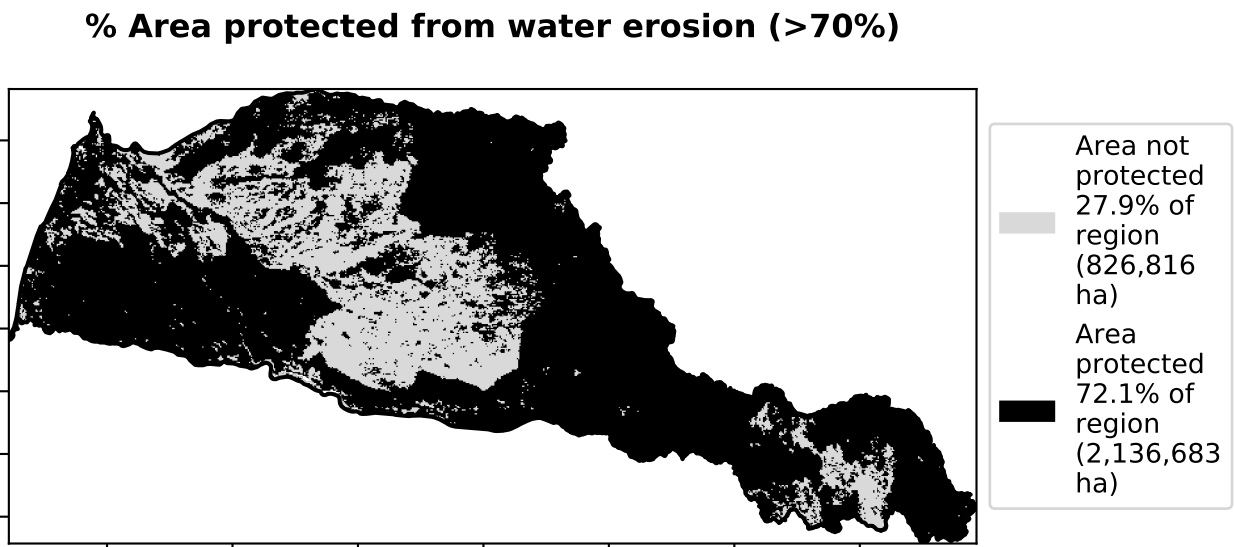 % Area protected from water erosion (>70%)
Area not
protected
27.9% of
region
(826,816
ha)
Area
protected
72.1% of
region
(2,136,683
ha)